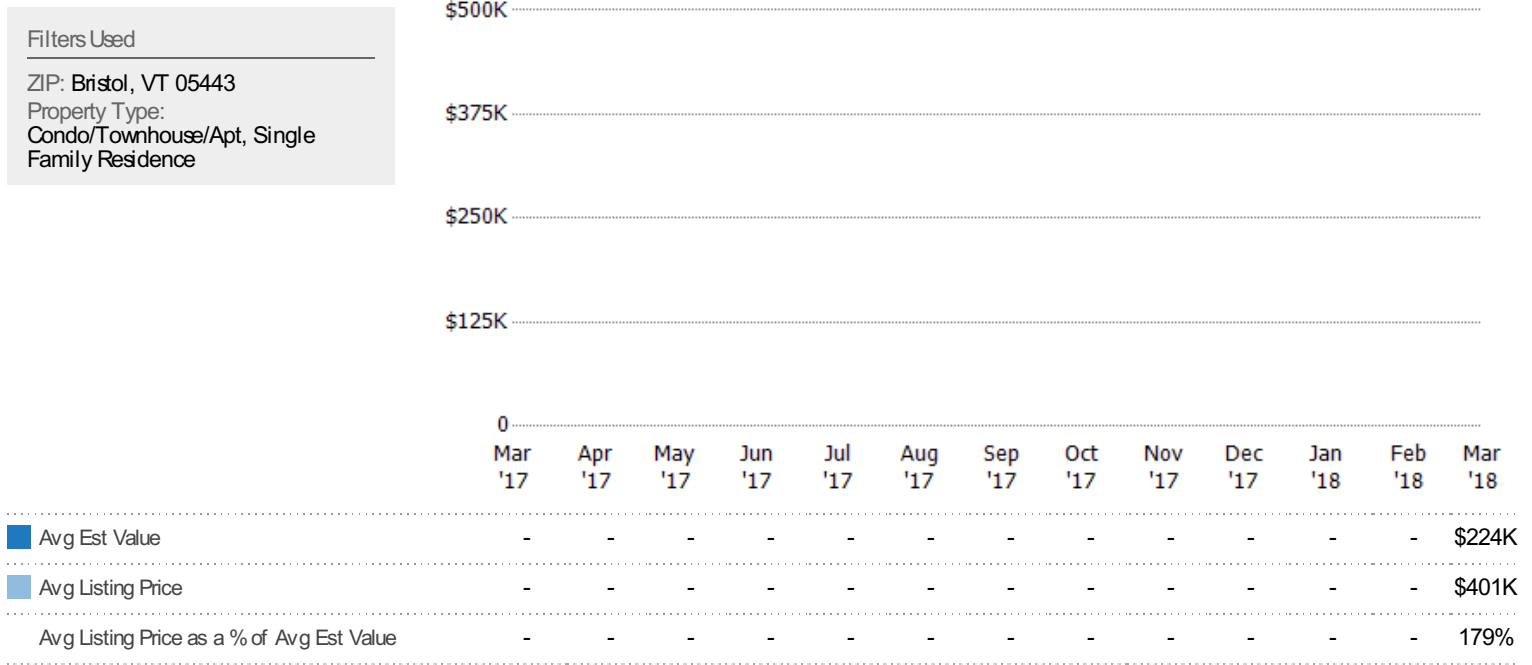 Filters Used
ZIP: Bristol, VT 05443
Property Type:
Condo/Townhouse/Apt, Single
Family Residence
$500K
$375K
$250K
$125K
0
Mar Apr May Jun Jul Aug Sep Oct Nov Dec Jan Feb Mar
'17 '17 '17 '17 '17 '17 '17 '17 '17 '17 '18 '18 '18
Avg Est Value - - - - - - - - - - - - $224K
Avg Listing Price - - - - - - - - - - - - $401K
Avg Listing Price as a % of Avg Est Value - - - - - - - - - - - - 179%